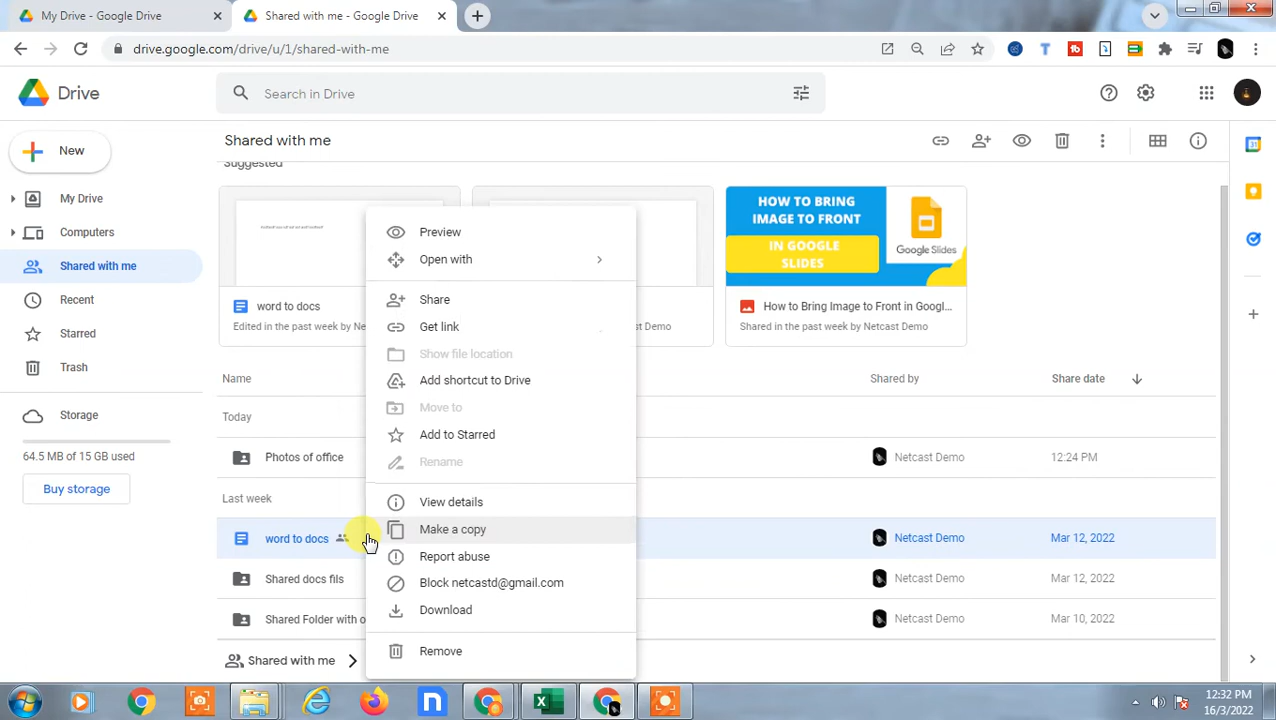 My Drive - Google Drive
Shared with me - Google Drive
drive.google.com/drive/u/1/shared-with-me
Drive
Search in Drive
New
Shared with me
Suggested
My Drive
Computers
Shared with me
Recent
Starred
Trash
Storage
64.5 MB of 15 GB used
Buy storage
word to docs
Edited in the past week by Ne
st Demo
HOW TO BRING
IMAGE TO FRONT
IN GOOGLE
SLIDES
Google Slides
How to Bring Image to Front in Googl...
Shared in the past week by Netcast Demo
Preview
Open with
Share
Get link
Show file location
Add shortcut to Drive
Move to
Add to Starred
Rename
View details
Make a copy
Report abuse
Block netcastd@gmail.com
Download
Remove
Name
Shared by
Share date
Today
Photos of office
Netcast Demo
12:24 PM
Last week
word to docs
Netcast Demo
Mar 12, 2022
Shared docs fils
Netcast Demo
Mar 12, 2022
Shared Folder with o
Netcast Demo
Mar 10, 2022
Shared with me
12:32 PM
16/3/2022